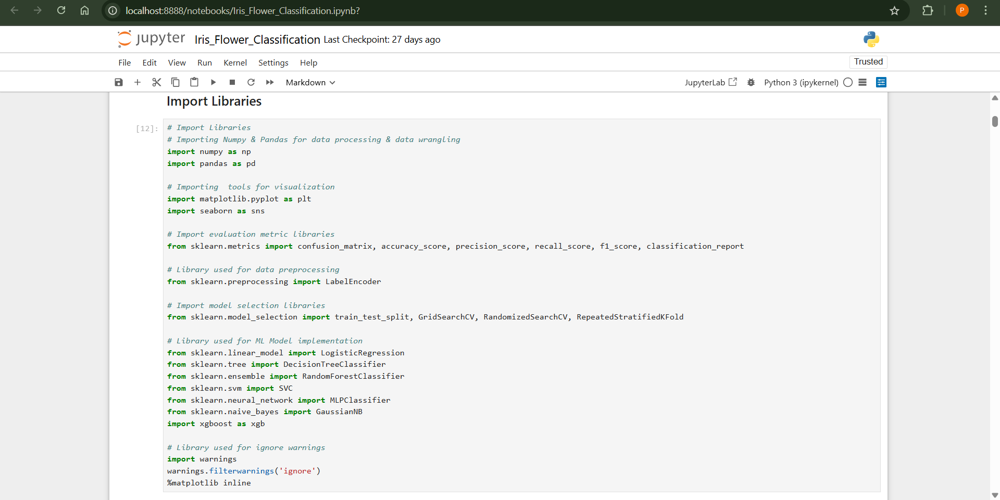 localhost:8888/notebooks/Iris_Flower_Classification.ipynb?
P
jupyter Iris_Flower_Classification Last Checkpoint: 27 days ago
File Edit View Run Kernel Settings Help
Trusted
Markdown
JupyterLab
Python 3 (ipykernel)
Import Libraries
[12]:
# Import Libraries
# Importing Numpy & Pandas for data processing & data wrangling
import numpy as np
import pandas as pd
# Importing  tools for visualization
import matplotlib.pyplot as plt
import seaborn as sns
# Import evaluation metric libraries
from sklearn.metrics import confusion_matrix, accuracy_score, precision_score, recall_score, f1_score, classification_report
# Library used for data preprocessing
from sklearn.preprocessing import LabelEncoder
# Import model selection libraries
from sklearn.model_selection import train_test_split, GridSearchCV, RandomizedSearchCV, RepeatedStratifiedKFold
# Library used for ML Model implementation
from sklearn.linear_model import LogisticRegression
from sklearn.tree import DecisionTreeClassifier
from sklearn.ensemble import RandomForestClassifier
from sklearn.svm import SVC
from sklearn.neural_network import MLPClassifier
from sklearn.naive_bayes import GaussianNB
import xgboost as xgb
# Library used for ignore warnings
import warnings
warnings.filterwarnings('ignore')
%matplotlib inline